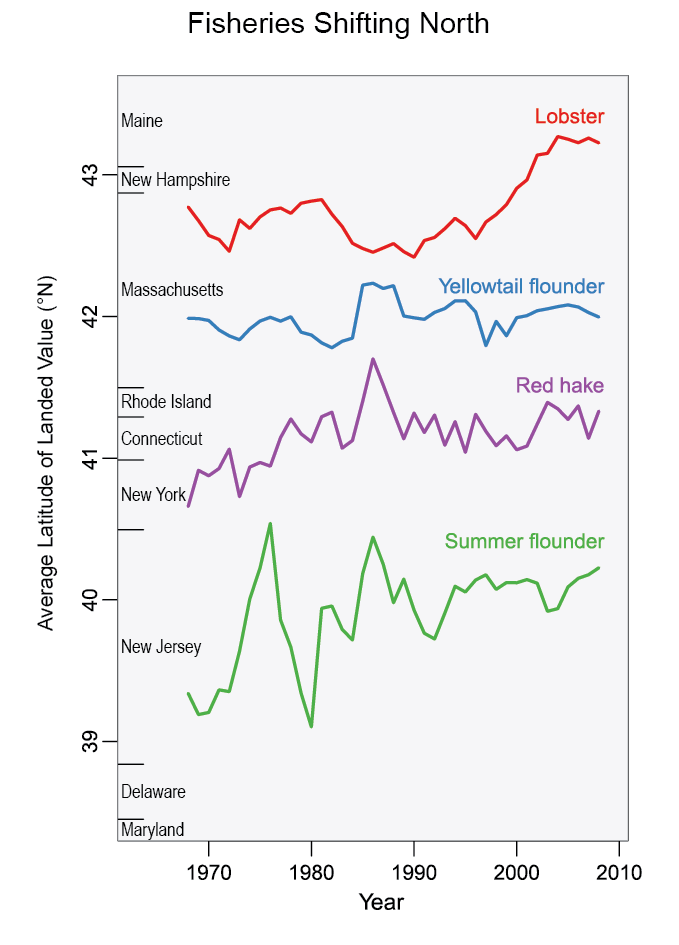 Fisheries Shifting North
Average Latitude of Landed Value (°N)
43
42
41
40
39
Maine
New Hampshire
Massachusetts
Rhode Island
Connecticut
New York
New Jersey
Delaware
Maryland
Lobster
Yellowtail flounder
Red hake
Summer flounder
1970 1980 1990 2000 2010
Year